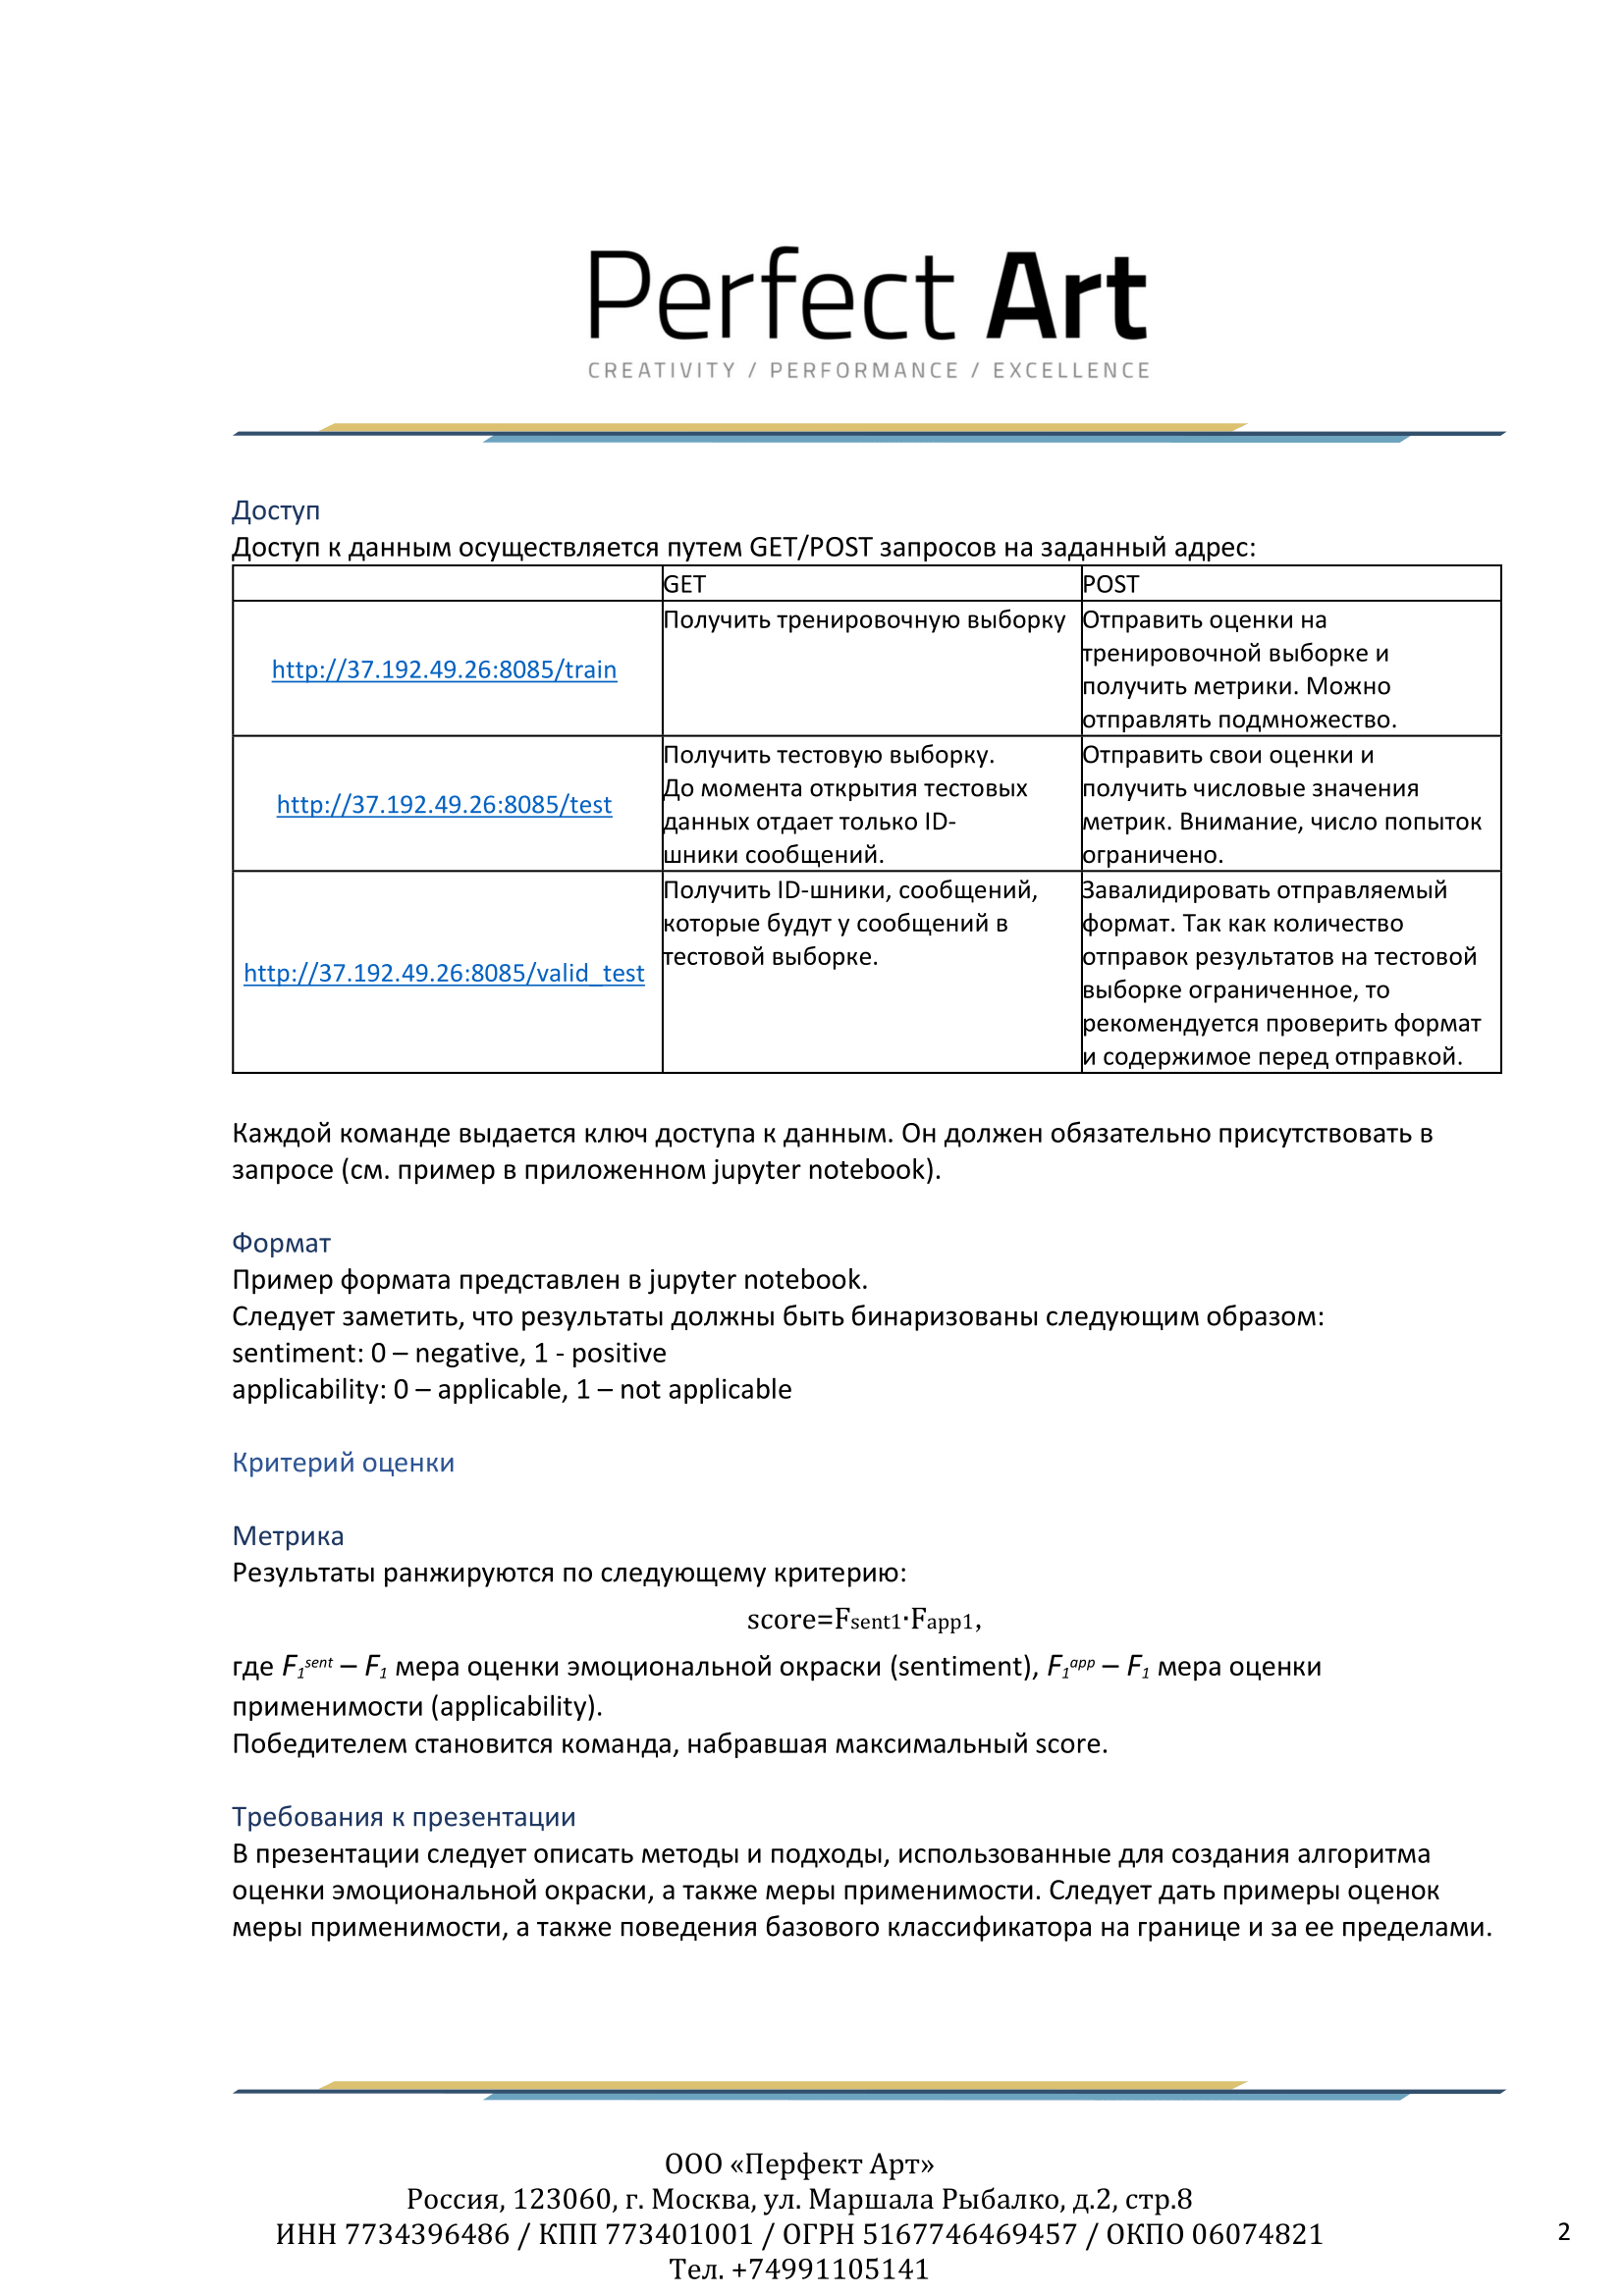 Perfect Art
CREATIVITY / PERFORMANCE / EXCELLENCE
Доступ
Доступ к данным осуществляется путем GET/POST запросов на заданный адрес:
GET
POST
http://37.192.49.26:8085/train
Получить тренировочную выборку
Отправить оценки на
тренировочной выборке и
получить метрики. Можно
отправлять подмножество.
http://37.192.49.26:8085/test
Получить тестовую выборку.
До момента открытия тестовых
данных отдает только ID-
шники сообщений.
Отправить свои оценки и
получить числовые значения
метрик. Внимание, число попыток
ограничено.
http://37.192.49.26:8085/valid_test
Получить ID-шники, сообщений,
которые будут у сообщений в
тестовой выборке.
Завалидировать отправляемый
формат. Так как количество
отправок результатов на тестовой
выборке ограниченное, то
рекомендуется проверить формат
и содержимое перед отправкой.
Каждой команде выдается ключ доступа к данным. Он должен обязательно присутствовать в
запросе (см. пример в приложенном jupyter notebook).
Формат
Пример формата представлен в jupyter notebook.
Следует заметить, что результаты должны быть бинаризованы следующим образом:
sentiment: 0 – negative, 1 - positive
applicability: 0 – applicable, 1 – not applicable
Критерий оценки
Метрика
Результаты ранжируются по следующему критерию:
score=Fsent1·Fapp1,
где F1sent – F1 мера оценки эмоциональной окраски (sentiment), F1app – F1 мера оценки
применимости (applicability).
Победителем становится команда, набравшая максимальный score.
Требования к презентации
В презентации следует описать методы и подходы, использованные для создания алгоритма
оценки эмоциональной окраски, а также меры применимости. Следует дать примеры оценок
меры применимости, а также поведения базового классификатора на границе и за ее пределами.
ООО «Перфект Арт»
Россия, 123060, г. Москва, ул. Маршала Рыбалко, д.2, стр.8
ИНН 7734396486 / КПП 773401001 / ОГРН 5167746469457 / ОКПО 06074821
2
Тел. +74991105141